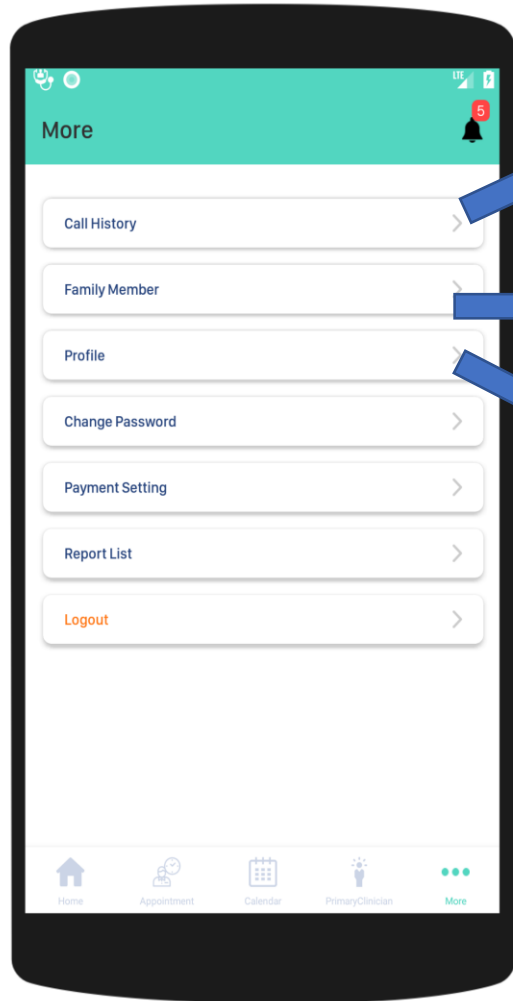 LTE
More
5
Call History
Family Member
Profile
Change Password
Payment Setting
Report List
Logout
Home
Appointment
Calendar
PrimaryClinician
More